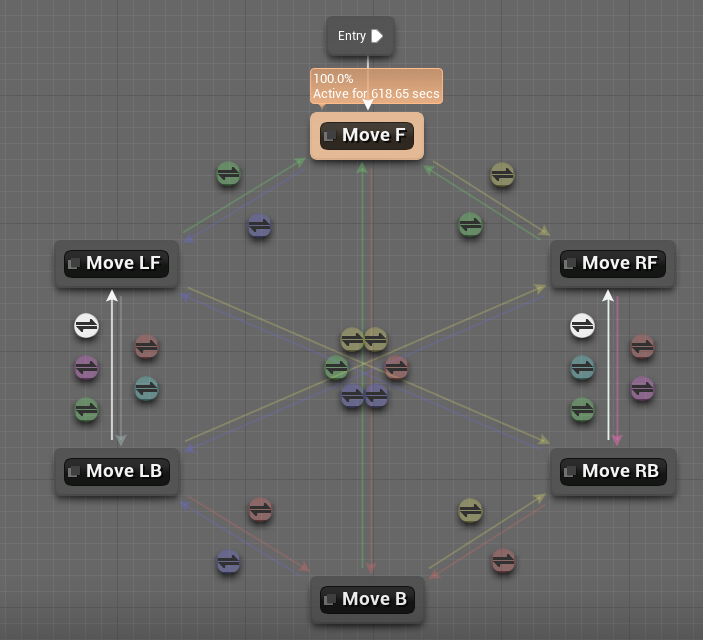 Entry
100.0%
Active for 618.65 secs
Move F
Move LF
Move RF
Move LB
Move RB
Move B